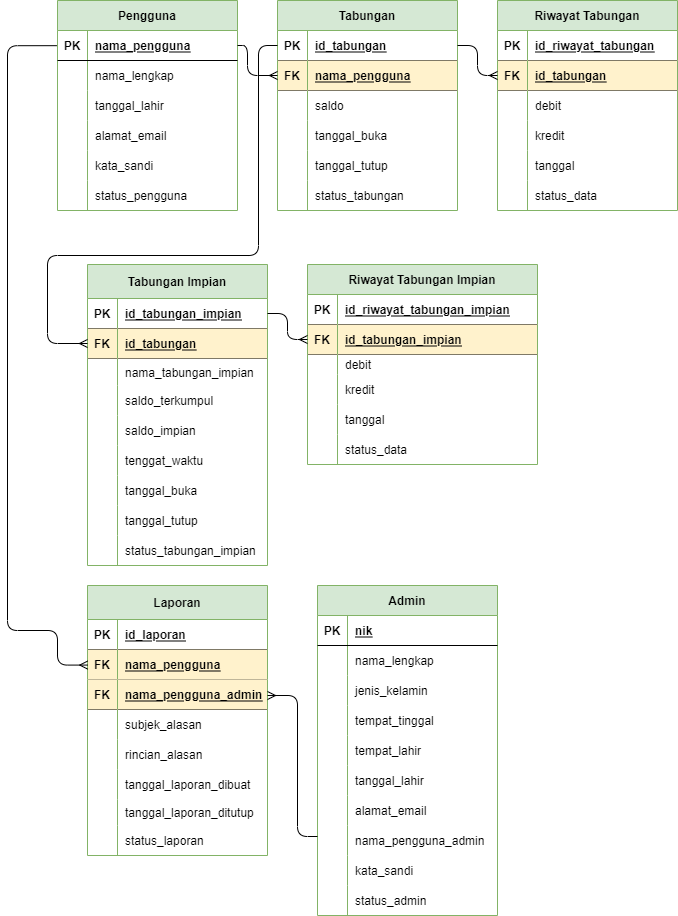 Pengguna
PK nama_pengguna
nama_lengkap
tanggal_lahir
alamat_email
kata_sandi
status_pengguna
Tabungan
PK id_tabungan
FK nama_pengguna
saldo
tanggal_buka
tanggal_tutup
status_tabungan
Riwayat Tabungan
PK id_riwayat_tabungan
FK id_tabungan
debit
kredit
tanggal
status_data
Tabungan Impian
PK id_tabungan_impian
FK id_tabungan
nama_tabungan_impian
saldo_terkumpul
saldo_impian
tenggat_waktu
tanggal_buka
tanggal_tutup
status_tabungan_impian
Riwayat Tabungan Impian
PK id_riwayat_tabungan_impian
FK id_tabungan_impian
debit
kredit
tanggal
status_data
Laporan
PK id_laporan
FK nama_pengguna
FK nama_pengguna_admin
subjek_alasan
rincian_alasan
tanggal_laporan_dibuat
tanggal_laporan_ditutup
status_laporan
Admin
PK nik
nama_lengkap
jenis_kelamin
tempat_tinggal
tempat_lahir
tanggal_lahir
alamat_email
nama_pengguna_admin
kata_sandi
status_admin